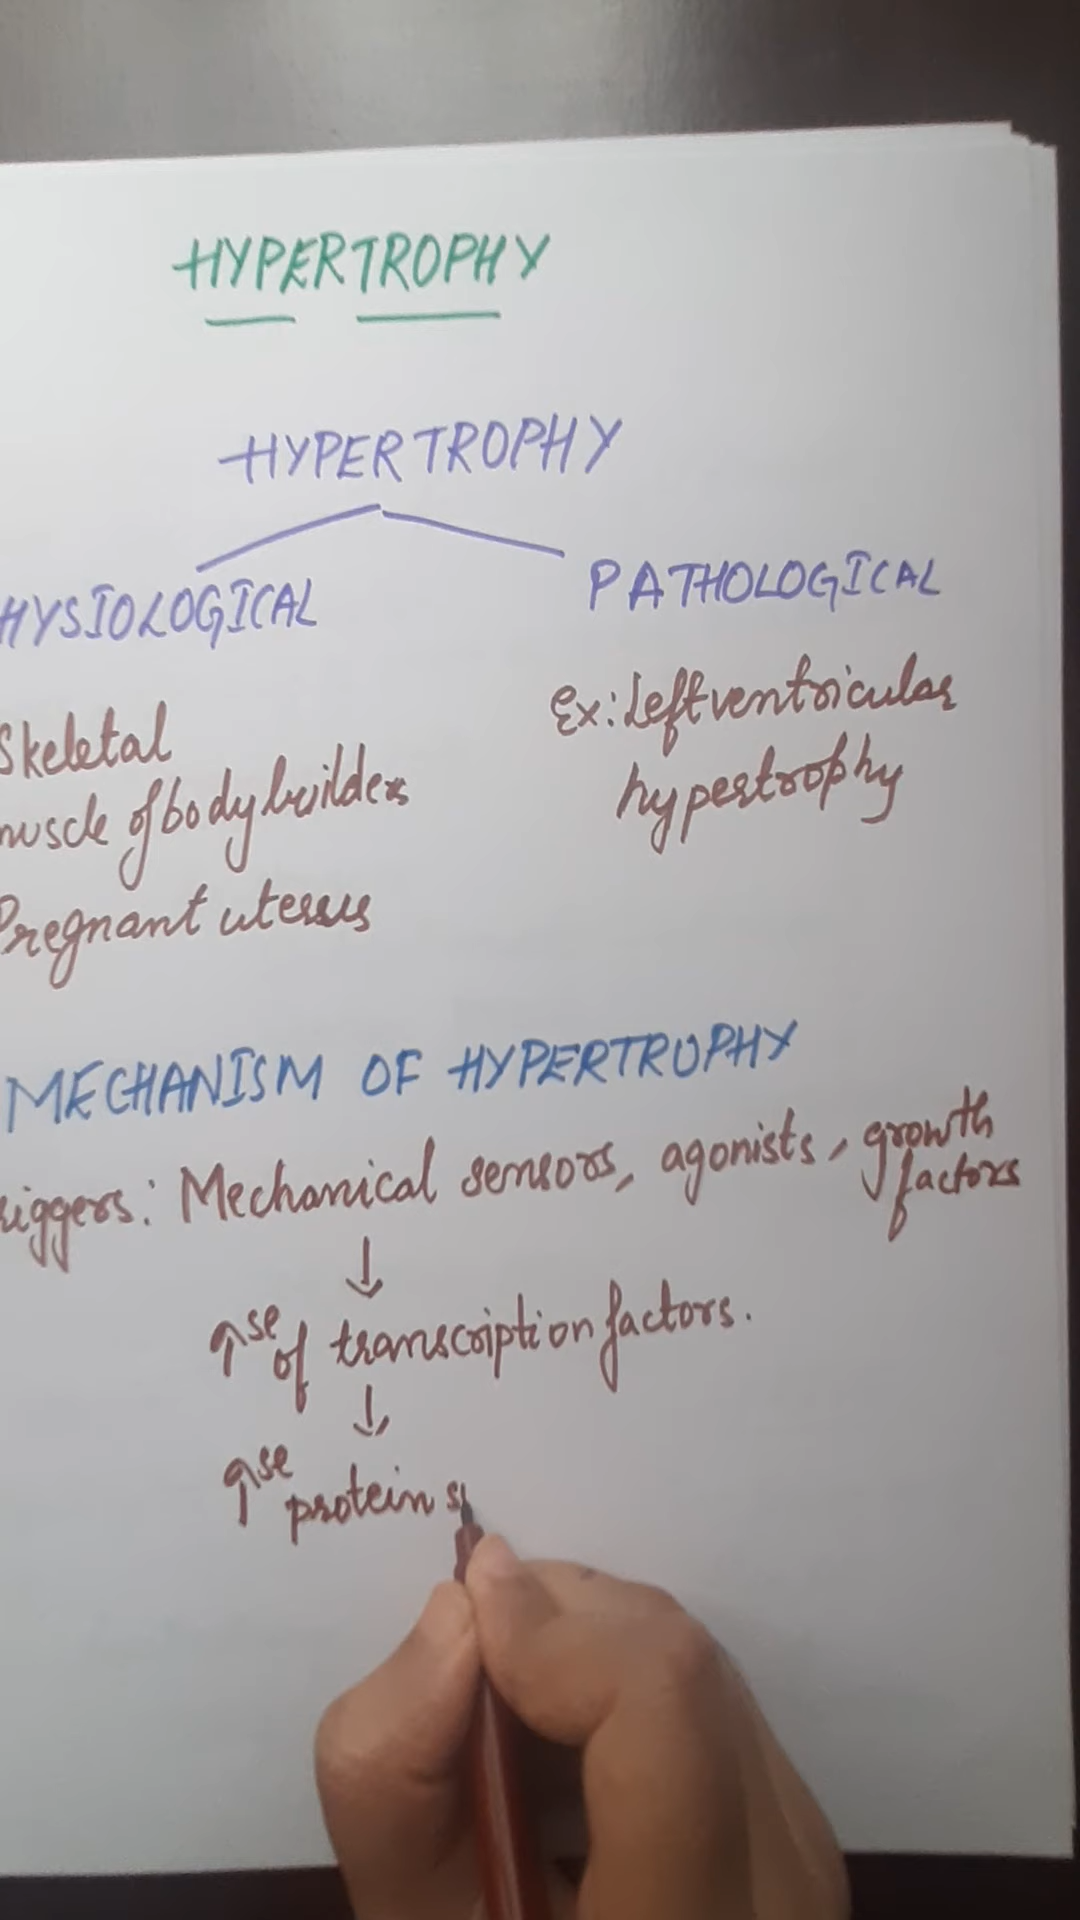 HYPERTROPHY
HYPERTROPHY
HYSIOLOGICAL
PATHOLOGICAL
Skeletal
muscle of bodybuilders
Pregnant uterus
Ex: Left ventricular
hypertrophy
MECHANISM OF HYPERTROPHY
riggers: Mechanical sensors, agonists, growth
factors
↓
↑se of transcription factors.
↓
↑se protein s